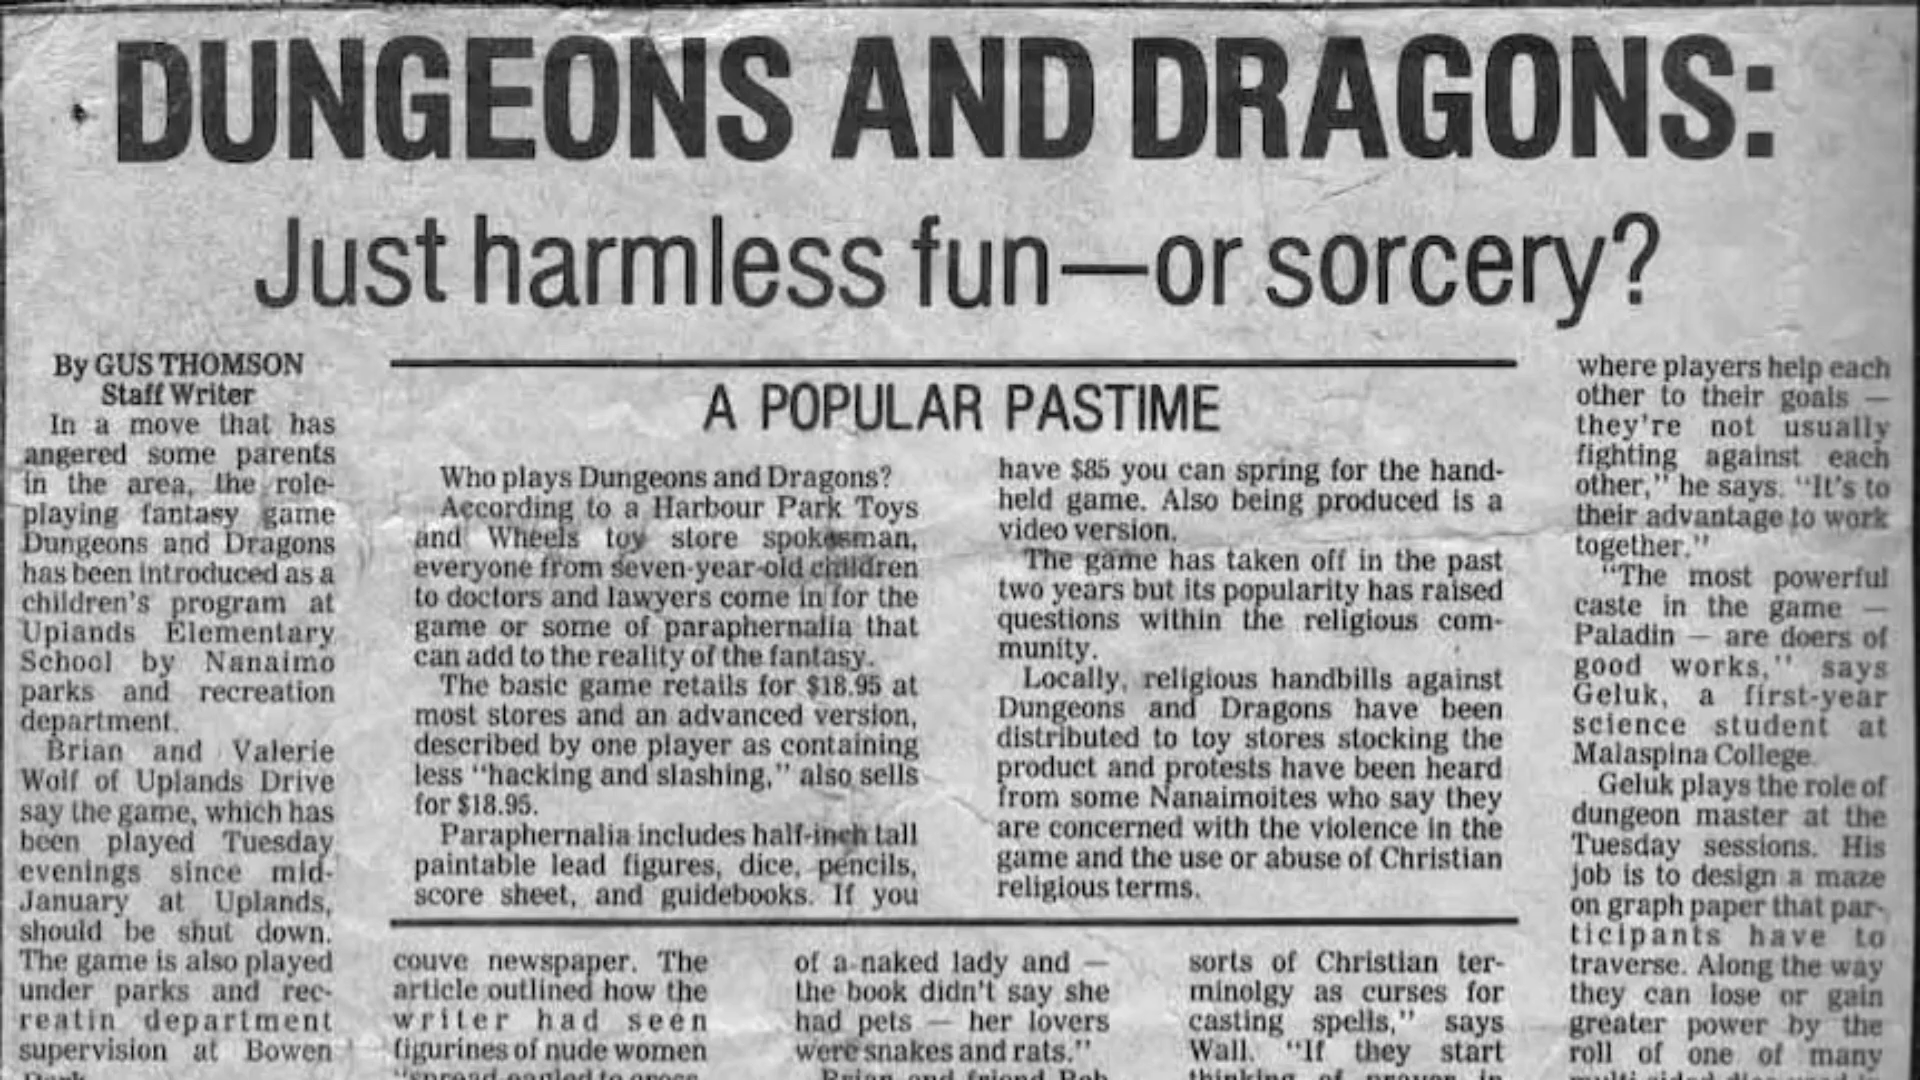 DUNGEONS AND DRAGONS:
Just harmless fun—or sorcery?
By GUS THOMSON
Staff Writer
In a move that has
angered some parents
in the area, the role-
playing fantasy game
Dungeons and Dragons
has been introduced as a
children's program at
Uplands Elementary
School by Nanaimo
parks and recreation
department.
Brian and Valerie
Wolf of Uplands Drive
say the game, which has
been played Tuesday
evenings since mid-
January at Uplands,
should be shut down.
The game is also played
under parks and rec-
reatin department
supervision at Bowen
A POPULAR PASTIME
Who plays Dungeons and Dragons?
According to a Harbour Park Toys
and Wheels toy store spokesman,
everyone from seven-year-old children
to doctors and lawyers come in for the
game or some of paraphernalia that
can add to the reality of the fantasy.
The basic game retails for $18.95 at
most stores and an advanced version,
described by one player as containing
less "hacking and slashing," also sells
for $18.95.
Paraphernalia includes half-inch tall
paintable lead figures, dice, pencils,
score sheet, and guidebooks. If you
have $85 you can spring for the hand-
held game. Also being produced is a
video version.
The game has taken off in the past
two years but its popularity has raised
questions within the religious com-
munity.
Locally, religious handbills against
Dungeons and Dragons have been
distributed to toy stores stocking the
product and protests have been heard
from some Nanaimoites who say they
are concerned with the violence in the
game and the use or abuse of Christian
religious terms.
couve newspaper. The
article outlined how the
writer had seen
figurines of nude women
of a naked lady and —
the book didn't say she
had pets — her lovers
were snakes and rats."
sorts of Christian ter-
minolgy as curses for
casting spells," says
Wall. "If they start
where players help each
other to their goals —
they're not usually
fighting against each
other," he says. "It's to
their advantage to work
together."
"The most powerful
caste in the game —
Paladin — are doers of
good works," says
Geluk, a first-year
science student at
Malaspina College.
Geluk plays the role of
dungeon master at the
Tuesday sessions. His
job is to design a maze
on graph paper that par-
ticipants have to
traverse. Along the way
they can lose or gain
greater power by the
roll of one of many